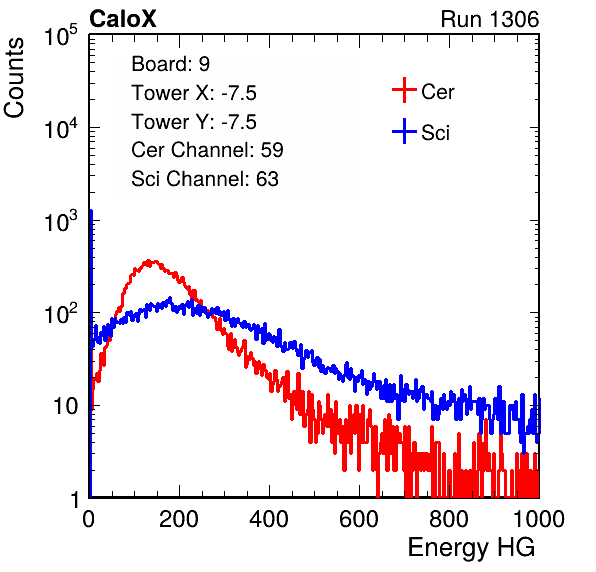 CaloX Run 1306
Counts
Board: 9
Tower X: -7.5
Tower Y: -7.5
Cer Channel: 59
Sci Channel: 63
Cer
Sci
10^5
10^4
10^3
10^2
10
1
0 200 400 600 800 1000
Energy HG